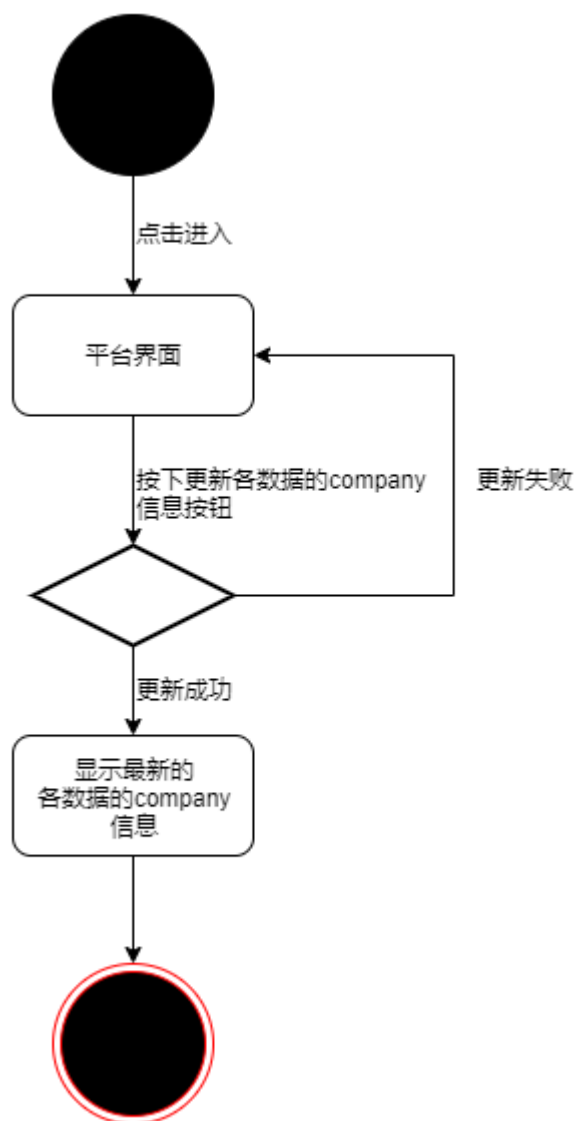 点击进入
平台界面
按下更新各数据的company
信息按钮
更新失败
更新成功
显示最新的
各数据的company
信息